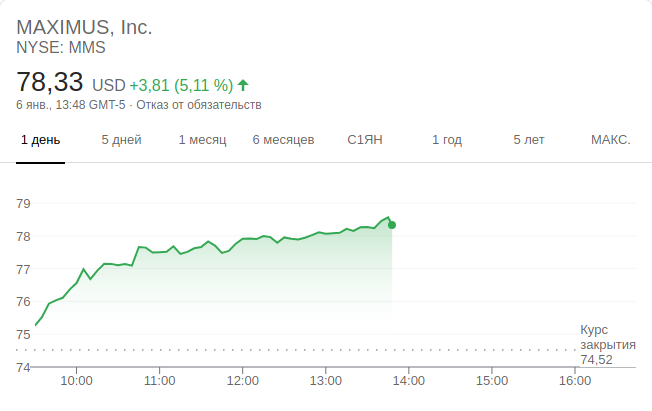 MAXIMUS, Inc.
NYSE: MMS
78,33 USD +3,81 (5,11 %)
6 янв., 13:48 GMT-5 · Отказ от обязательств
1 день 5 дней 1 месяц 6 месяцев С1ЯН 1 год 5 лет МАКС.
79
78
77
76
75
74
Курс
закрытия
74,52
10:00 11:00 12:00 13:00 14:00 15:00 16:00